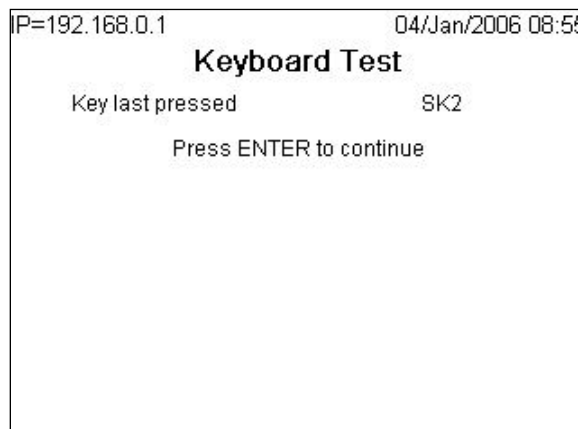 IP=192.168.0.1 04/Jan/2006 08:55
Keyboard Test
Key last pressed SK2
Press ENTER to continue